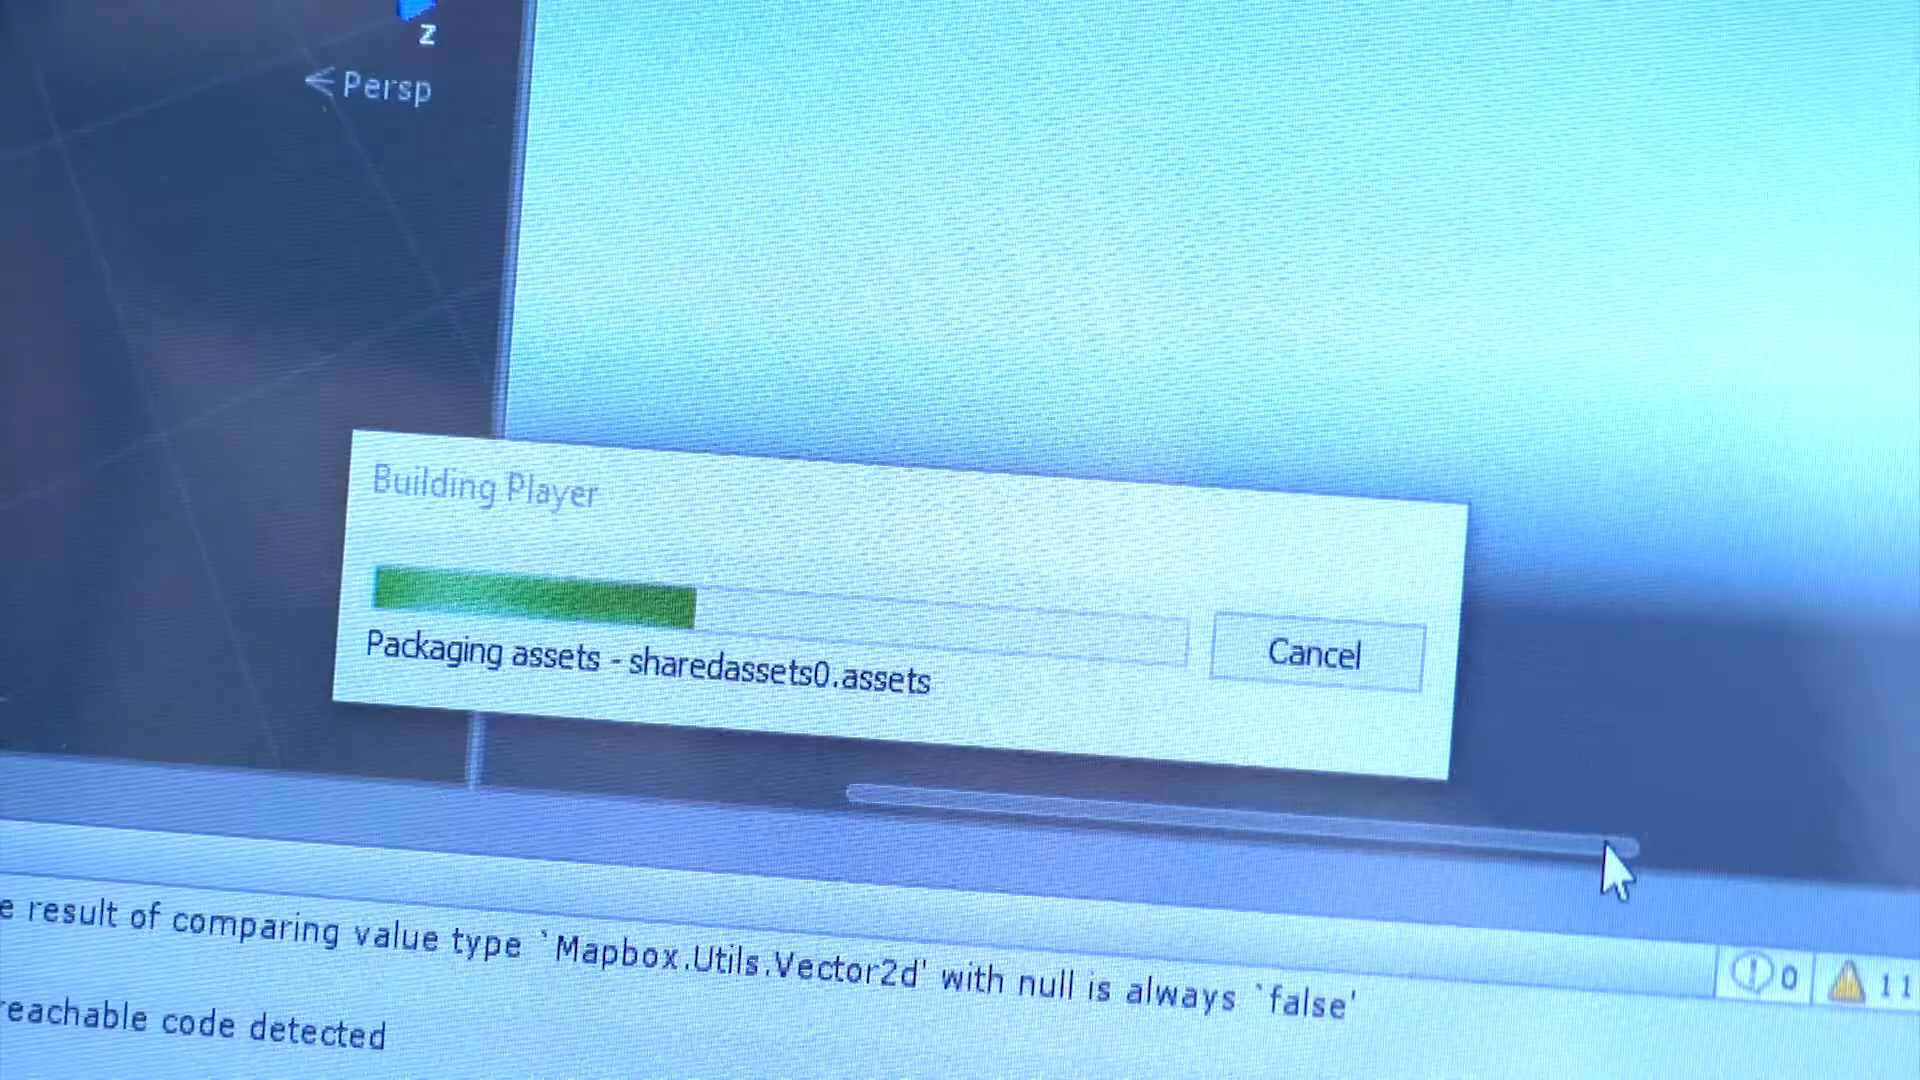 z
Persp
Building Player
Packaging assets - sharedassets0.assets
Cancel
result of comparing value type `Mapbox.Utils.Vector2d' with null is always `false'
0
11
code detected